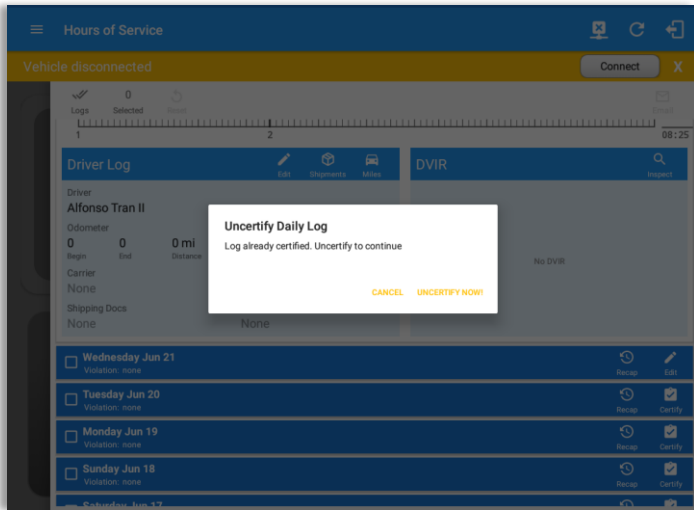 Hours of Service
Vehicle disconnected
Connect
X
0
Logs
Selected
Reset
Email
1
2
08:25
Driver Log
Edit
Shipments
Miles
DVIR
Inspect
Driver
Alfonso Tran II
Odometer
0
0
0 mi
Begin
End
Distance
Carrier
None
Shipping Docs
None
None
No DVIR
Uncertify Daily Log
Log already certified. Uncertify to continue
CANCEL
UNCERTIFY NOW!
Wednesday Jun 21
Violation: none
Recap
Edit
Tuesday Jun 20
Violation: none
Recap
Certify
Monday Jun 19
Violation: none
Recap
Certify
Sunday Jun 18
Violation: none
Recap
Certify
Saturday Jun 17